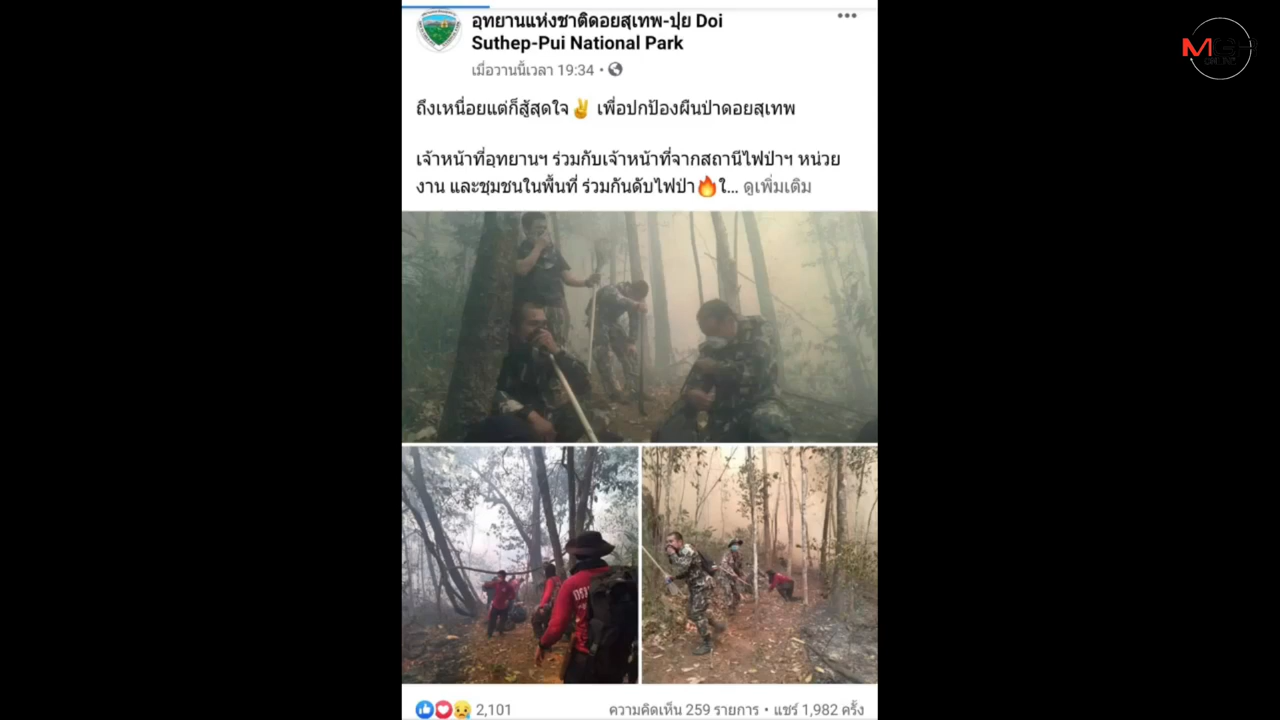 อุทยานแห่งชาติดอยสุเทพ-ปุย Doi
Suthep-Pui National Park
เมื่อวานนี้เวลา 19:34 •
ถึงเหนื่อยแต่ก็สู้สุดใจ✌ เพื่อปกป้องผืนป่าดอยสุเทพ
เจ้าหน้าที่อุทยานฯ ร่วมกับเจ้าหน้าที่จากสถานีไฟป่าฯ หน่วย
งาน และชุมชนในพื้นที่ ร่วมกันดับไฟป่า🔥ใ... ดูเพิ่มเติม
2,101
ความคิดเห็น 259 รายการ • แชร์ 1,982 ครั้ง